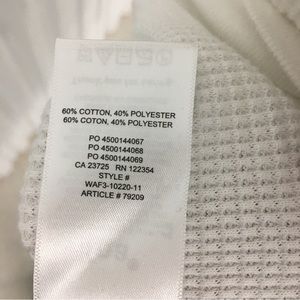 60% COTTON, 40% POLYESTER
60% COTON, 40% POLYESTER
PO 4500144067
PO 4500144068
PO 4500144069
CA 23725 RN 122354
STYLE #
WAF3-10220-11
ARTICLE # 79209